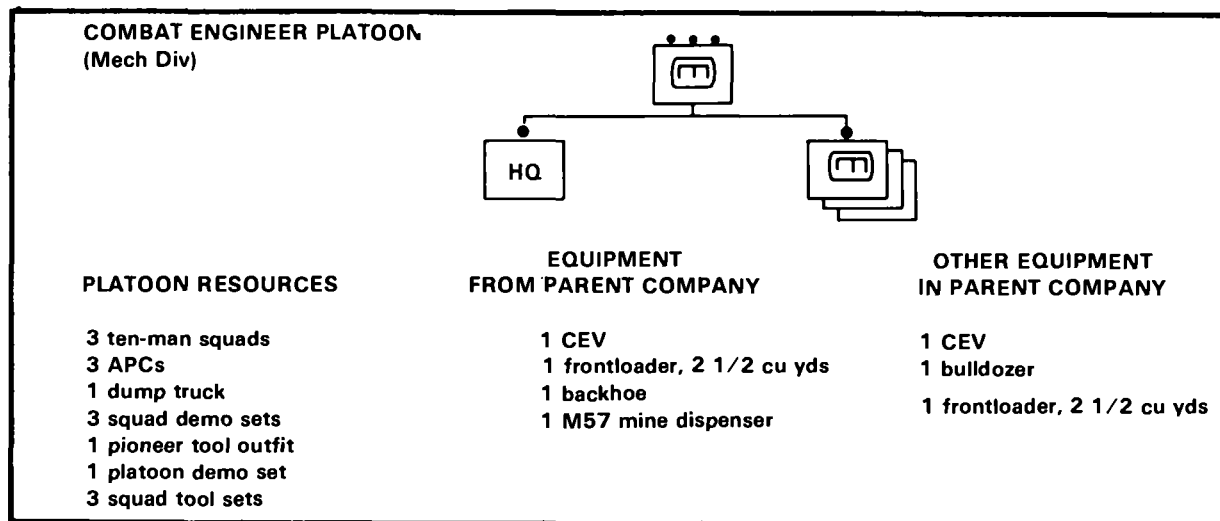 COMBAT ENGINEER PLATOON
(Mech Div)
HQ
PLATOON RESOURCES
3 ten-man squads
3 APCs
1 dump truck
3 squad demo sets
1 pioneer tool outfit
1 platoon demo set
3 squad tool sets
EQUIPMENT
FROM PARENT COMPANY
1 CEV
1 frontloader, 2 1/2 cu yds
1 backhoe
1 M57 mine dispenser
OTHER EQUIPMENT
IN PARENT COMPANY
1 CEV
1 bulldozer
1 frontloader, 2 1/2 cu yds